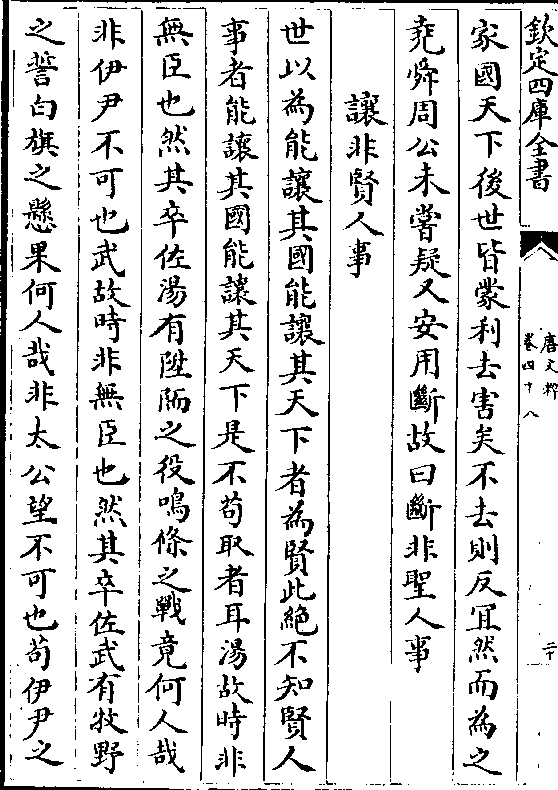 欽定四庫全書
唐文粹
卷四十八
二十
家國天下後世皆蒙利去害矣不去則反冝然而為之
堯舜周公未嘗疑又安用斷故曰斷非聖人事
讓非賢人事
世以為能讓其國能讓其天下者為賢此絶不知賢人
事者能讓其國能讓其天下是不苟取者耳湯故時非
無臣也然其卒佐湯有陞陑之役鳴條之戰竟何人哉
非伊尹不可也武故時非無臣也然其卒佐武有牧野
之誓白旗之懸果何人哉非太公望不可也苟伊尹之